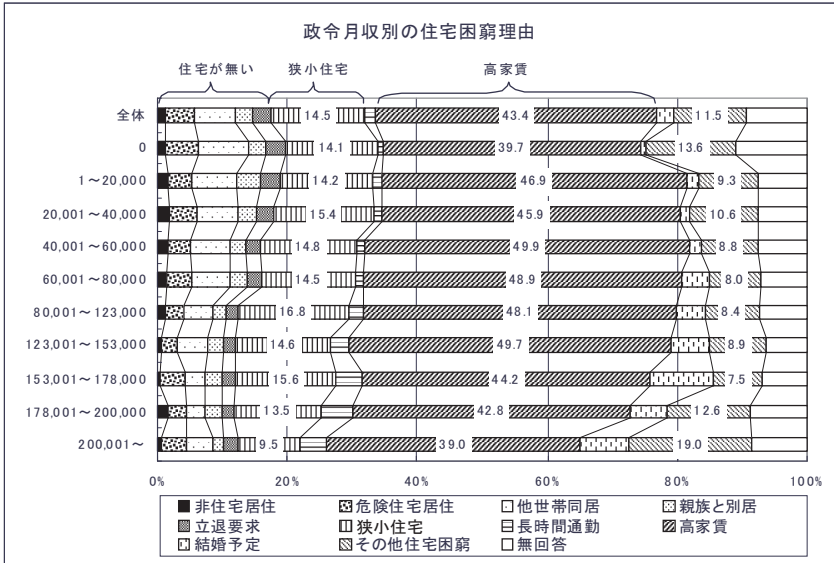 政令月収別の住宅困窮理由
住宅が無い 狭小住宅 高家賃
全体 14.5 43.4 11.5
0 14.1 39.7 13.6
1～20,000 14.2 46.9 9.3
20,001～40,000 15.4 45.9 10.6
40,001～60,000 14.8 49.9 8.8
60,001～80,000 14.5 48.9 8.0
80,001～123,000 16.8 48.1 8.4
123,001～153,000 14.6 49.7 8.9
153,001～178,000 15.6 44.2 7.5
178,001～200,000 13.5 42.8 12.6
200,001～ 9.5 39.0 19.0
0% 20% 40% 60% 80% 100%
非住宅居住 危険住宅居住 他世帯同居 親族と別居
立退要求 狭小住宅 長時間通勤 高家賃
結婚予定 その他住宅困窮 無回答